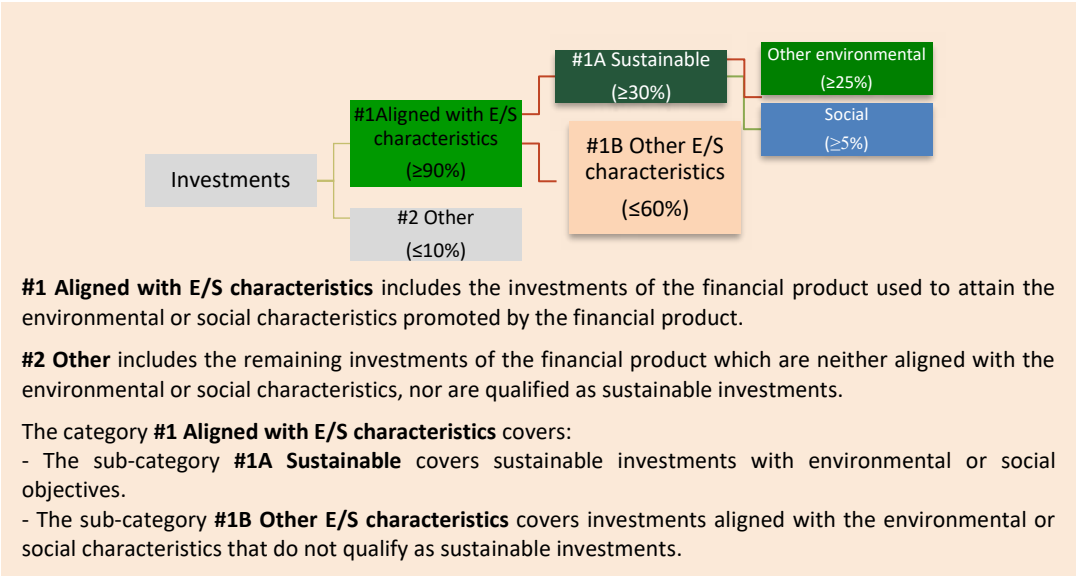 Investments
#1Aligned with E/S
characteristics
(≥90%)
#2 Other
(≤10%)
#1A Sustainable
(≥30%)
#1B Other E/S
characteristics
(≤60%)
Other environmental
(≥25%)
Social
(≥5%)
#1 Aligned with E/S characteristics includes the investments of the financial product used to attain the
environmental or social characteristics promoted by the financial product.
#2 Other includes the remaining investments of the financial product which are neither aligned with the
environmental or social characteristics, nor are qualified as sustainable investments.
The category #1 Aligned with E/S characteristics covers:
- The sub-category #1A Sustainable covers sustainable investments with environmental or social
objectives.
- The sub-category #1B Other E/S characteristics covers investments aligned with the environmental or
social characteristics that do not qualify as sustainable investments.